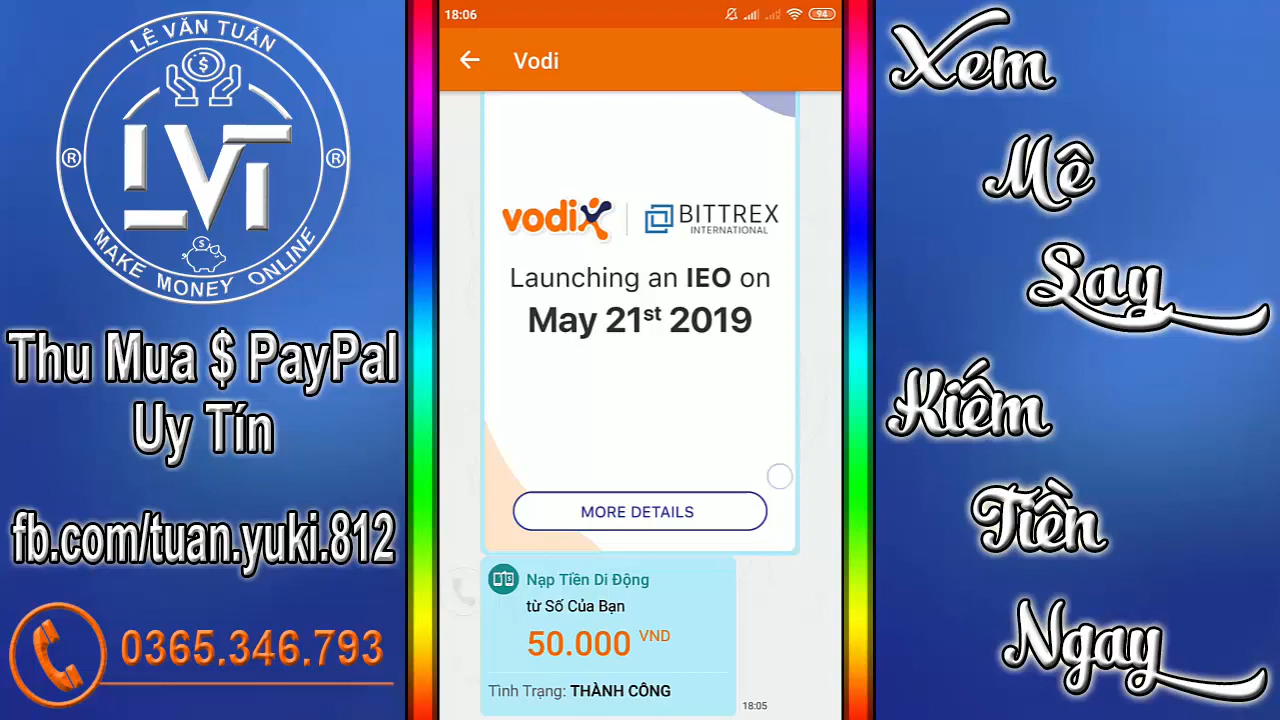 LÊ VĂN TUẤN
LVT
MAKE MONEY ONLINE
® ®
Thu Mua $ PayPal
Uy Tín
fb.com/tuan.yuki.812
0365.346.793
18:06
94
Vodi
vodiX
BITTREX
INTERNATIONAL
Launching an IEO on
May 21st 2019
MORE DETAILS
Nạp Tiền Di Động
từ Số Của Bạn
50.000 VND
Tình Trạng: THÀNH CÔNG
18:05
Xem
Mê
Say
Kiếm
Tiền
Ngay